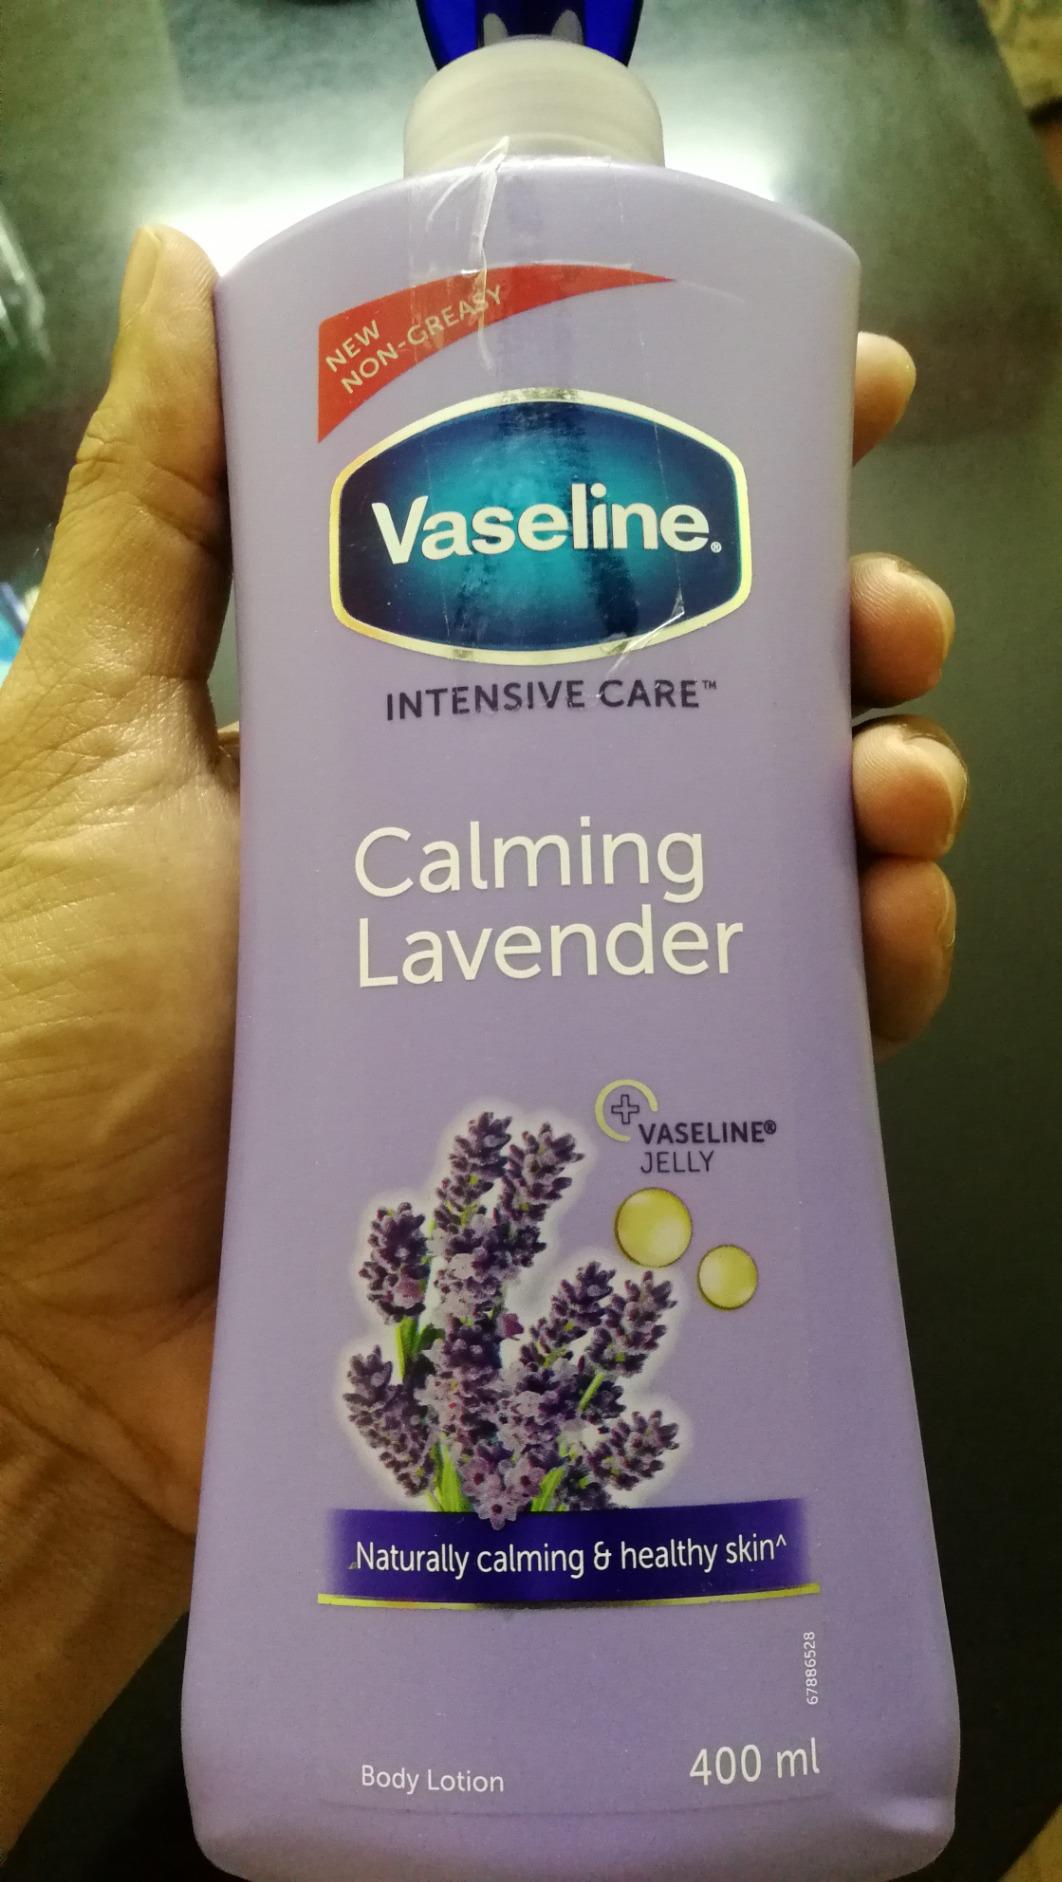 NEW
NON-GREASY
Vaseline®
INTENSIVE CARE™
Calming
Lavender
VASELINE®
JELLY
Naturally calming & healthy skin^
67886528
Body Lotion
400 ml